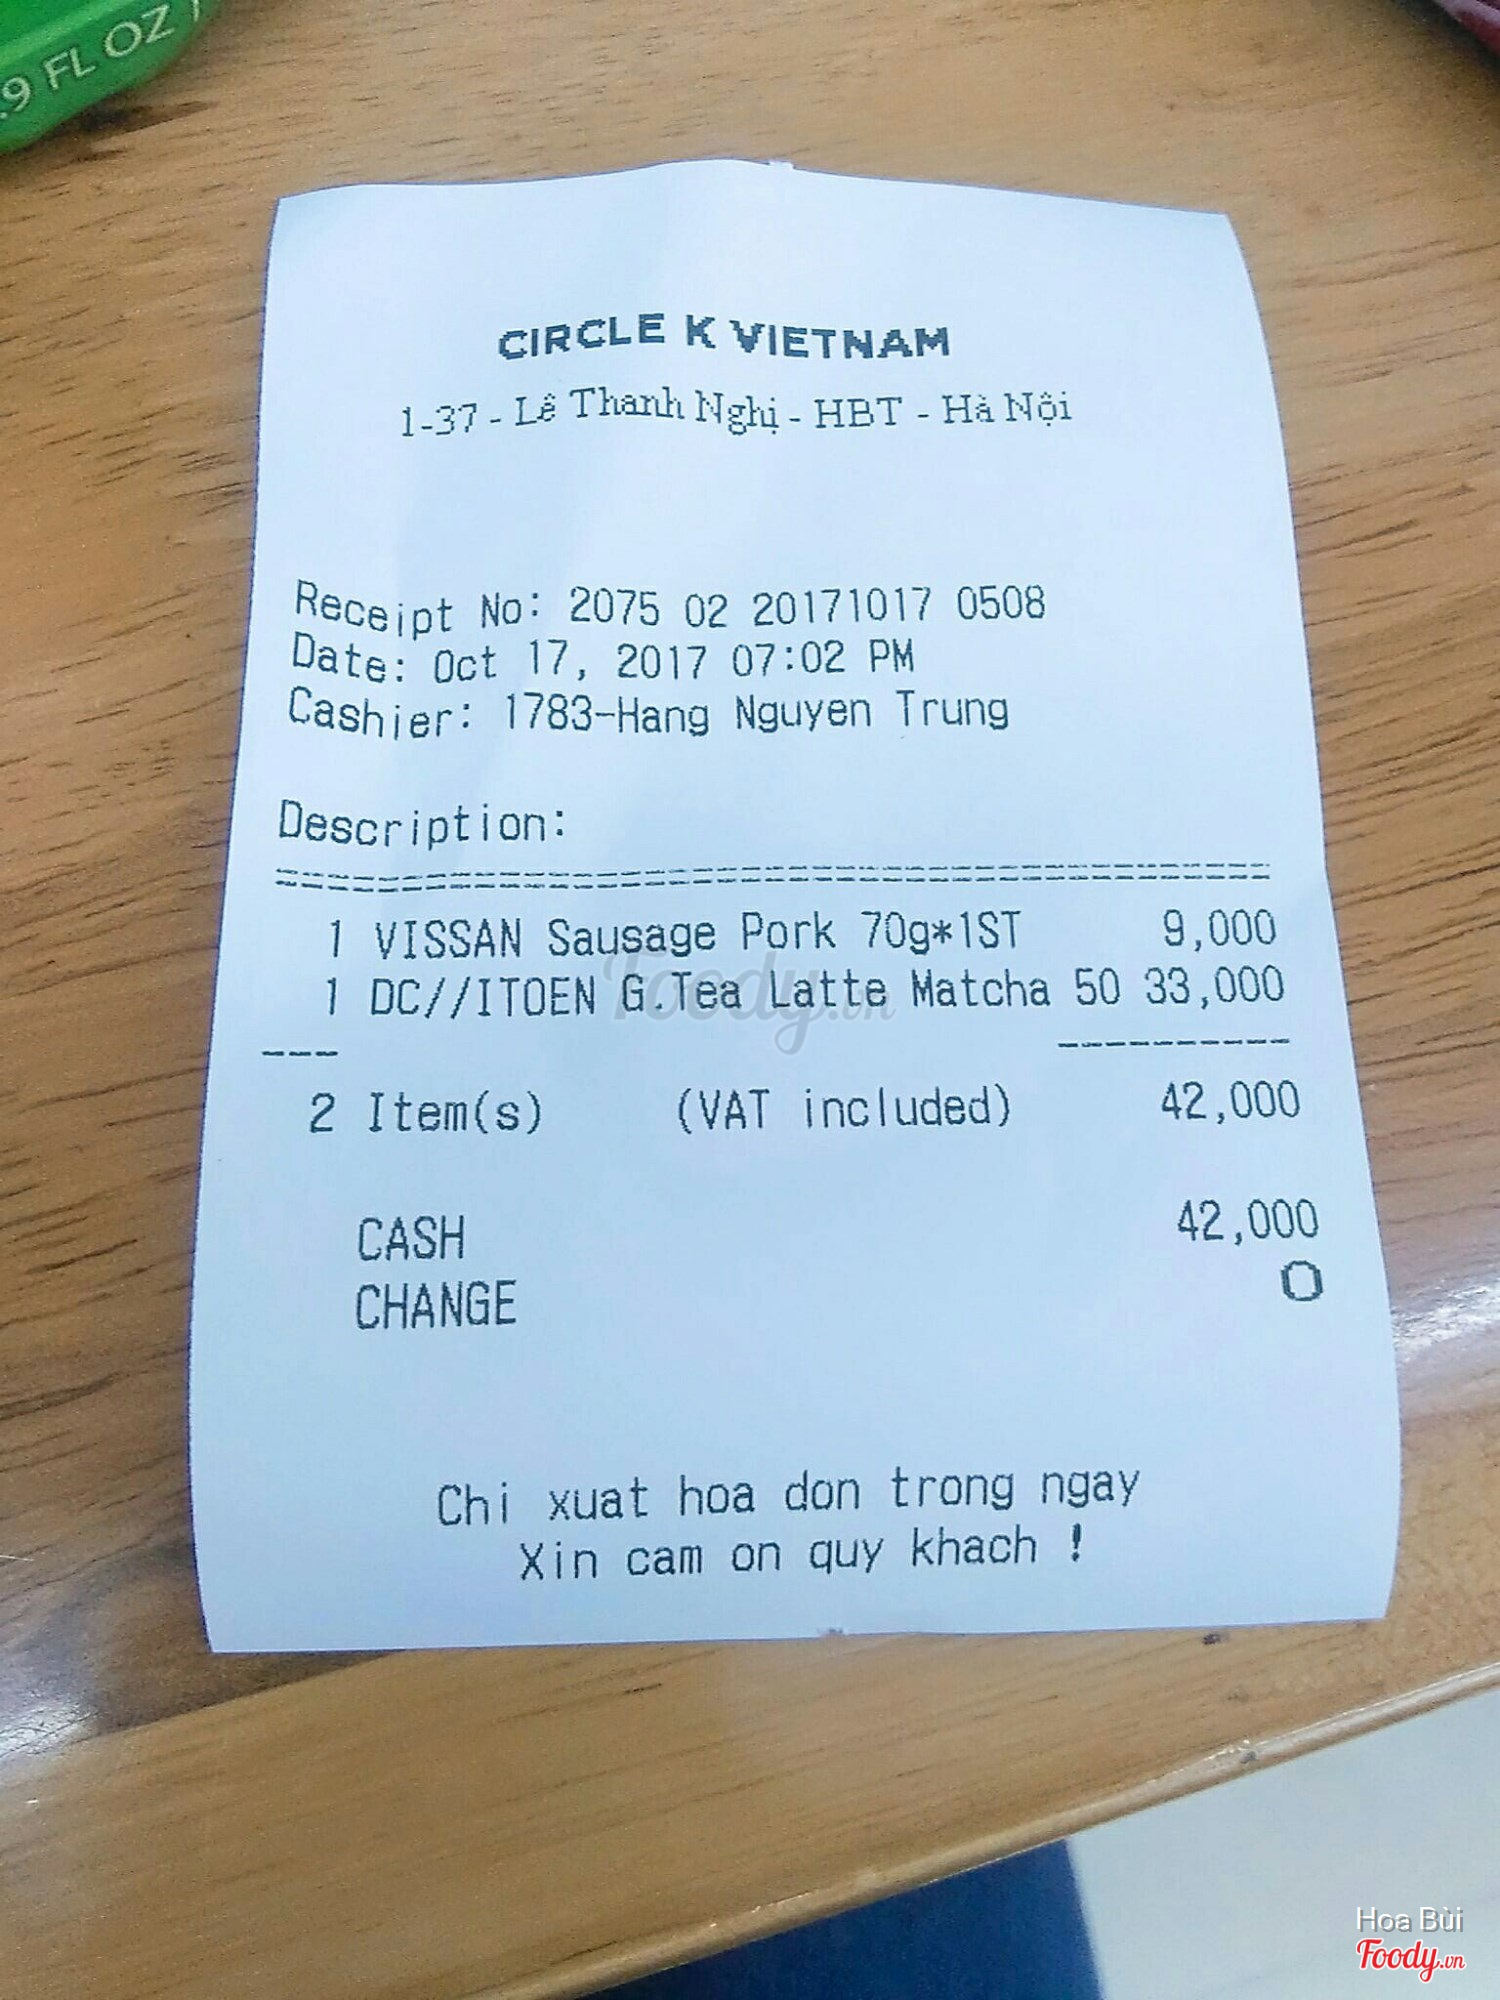 .9 FL OZ
CIRCLE K VIETNAM
1-37 - Lê Thanh Nghị - HBT - Hà Nội
Receipt No: 2075 02 20171017 0508
Date: Oct 17, 2017 07:02 PM
Cashier: 1783-Hang Nguyen Trung
Description:
1 VISSAN Sausage Pork 70g*1ST 9,000
1 DC//ITOEN G.Tea Latte Matcha 50 33,000
2 Item(s) (VAT included) 42,000
CASH 42,000
CHANGE 0
Chi xuat hoa don trong ngay
Xin cam on quy khach !
Foody.vn
Hoa Bùi
Foody.vn